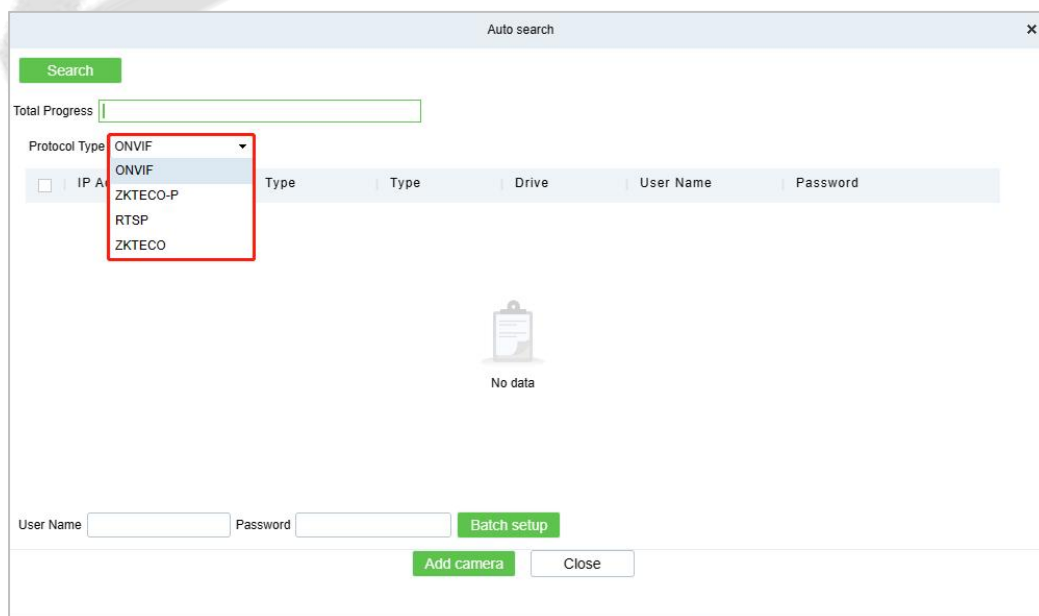 Auto search
Search
Total Progress
Protocol Type ONVIF
ONVIF
IP Type Type Drive User Name Password
ZKTECO-P
RTSP
ZKTECO
No data
User Name Password Batch setup
Add camera Close